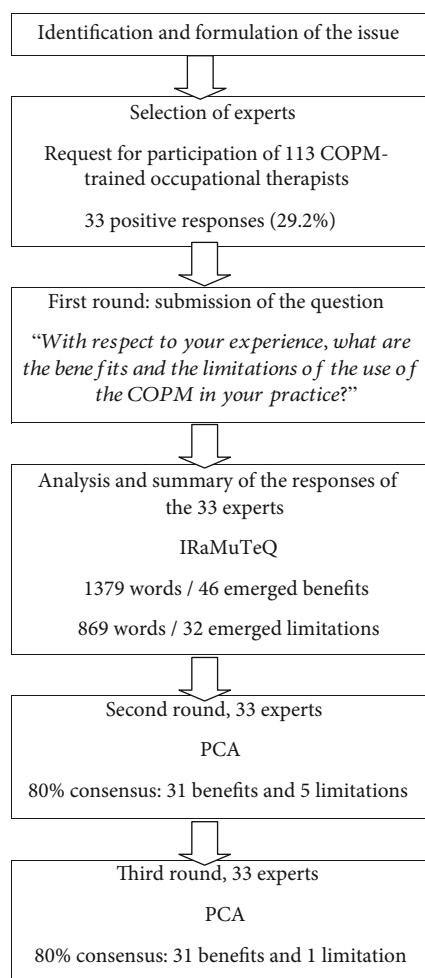 Identification and formulation of the issue
Selection of experts
Request for participation of 113 COPM-
trained occupational therapists
33 positive responses (29.2%)
First round: submission of the question
“With respect to your experience, what are
the benefits and the limitations of the use of
the COPM in your practice?”
Analysis and summary of the responses of
the 33 experts
IRaMuTeQ
1379 words / 46 emerged benefits
869 words / 32 emerged limitations
Second round, 33 experts
PCA
80% consensus: 31 benefits and 5 limitations
Third round, 33 experts
PCA
80% consensus: 31 benefits and 1 limitation